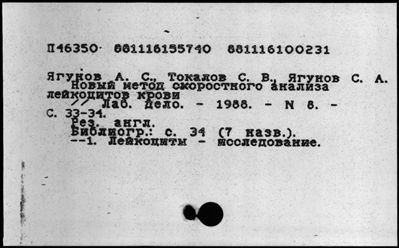 П46350· 881116155740 881116100231
Ягунов А. С., Токалов С. В., Ягунов С. А.
Новый метод скоростного анализа
лейкоцитов крови
// Лаб. дело. - 1988. - N 8. -
С. 33-34.
Рез. англ.
Библиогр.: с. 34 (7 назв.).
--1. Лейкоциты - исследование.